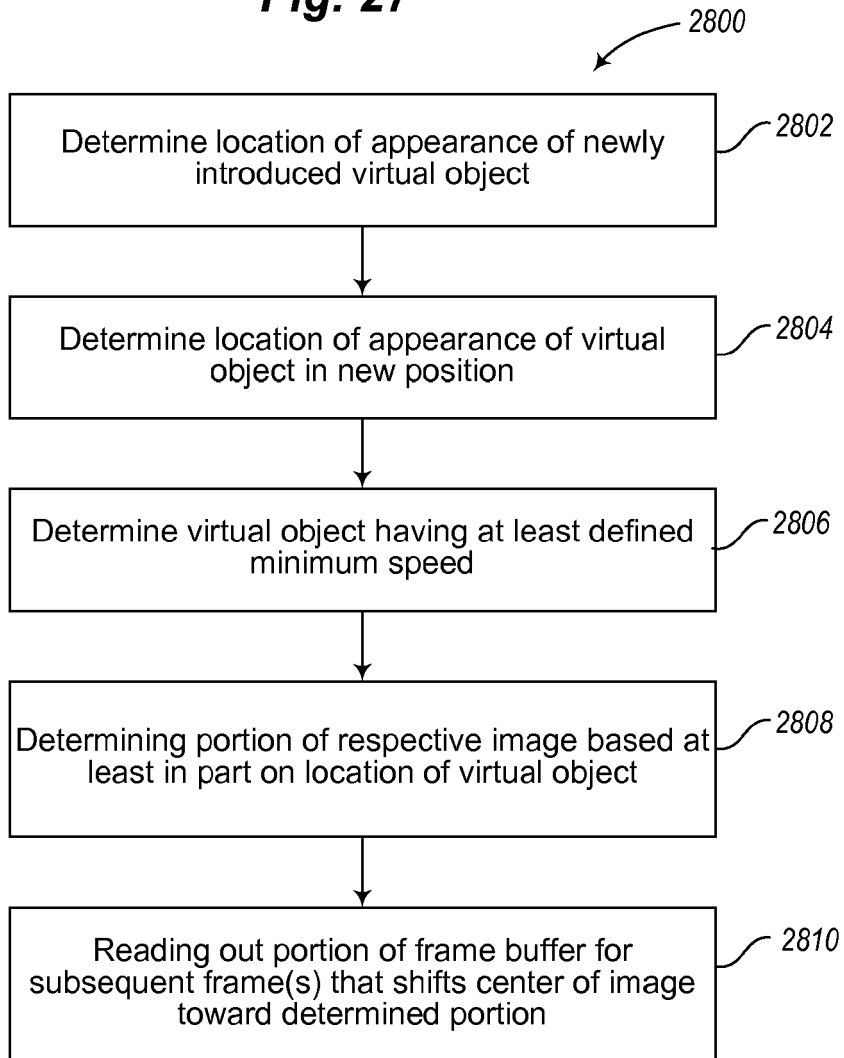 Fig. 27
2800
Determine location of appearance of newly
introduced virtual object
2802
Determine location of appearance of virtual
object in new position
2804
Determine virtual object having at least defined
minimum speed
2806
Determining portion of respective image based at
least in part on location of virtual object
2808
Reading out portion of frame buffer for
subsequent frame(s) that shifts center of image
toward determined portion
2810